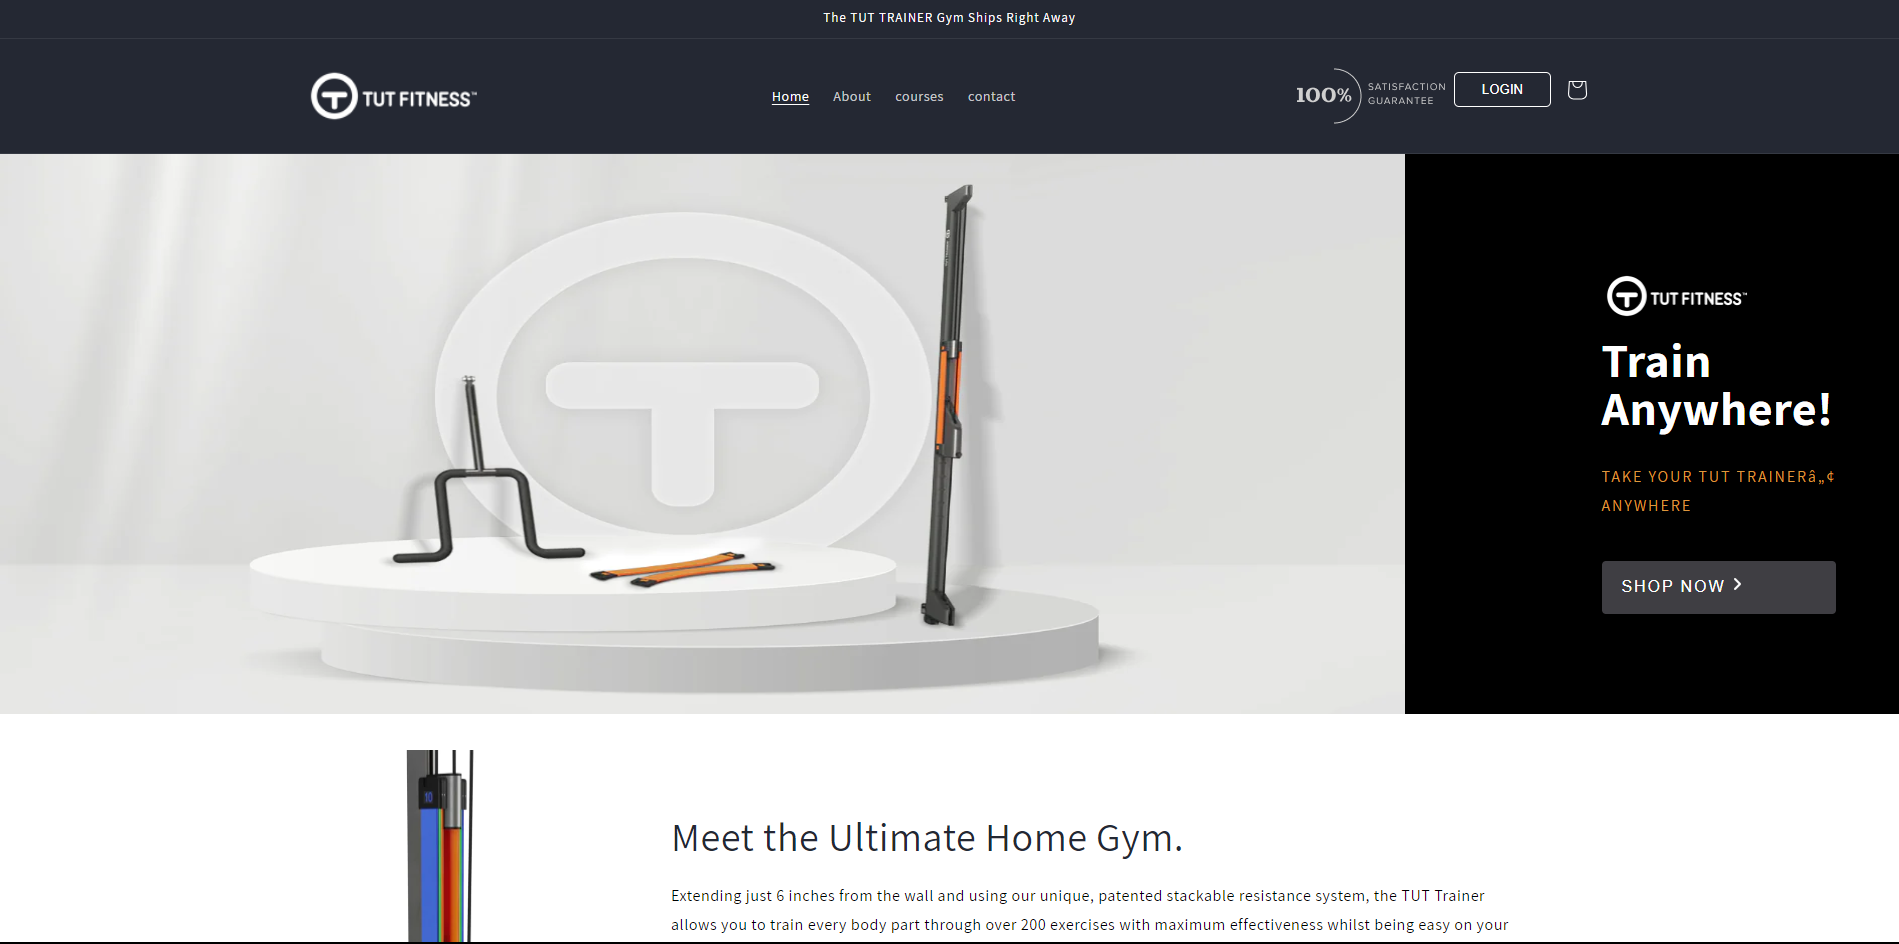 The TUT TRAINER Gym Ships Right Away
TUT FITNESS™
Home About courses contact
100% SATISFACTION GUARANTEE
LOGIN
TUT FITNESS™
Train
Anywhere!
TAKE YOUR TUT TRAINERâ„¢
ANYWHERE
SHOP NOW
10
Meet the Ultimate Home Gym.
Extending just 6 inches from the wall and using our unique, patented stackable resistance system, the TUT Trainer
allows you to train every body part through over 200 exercises with maximum effectiveness whilst being easy on your